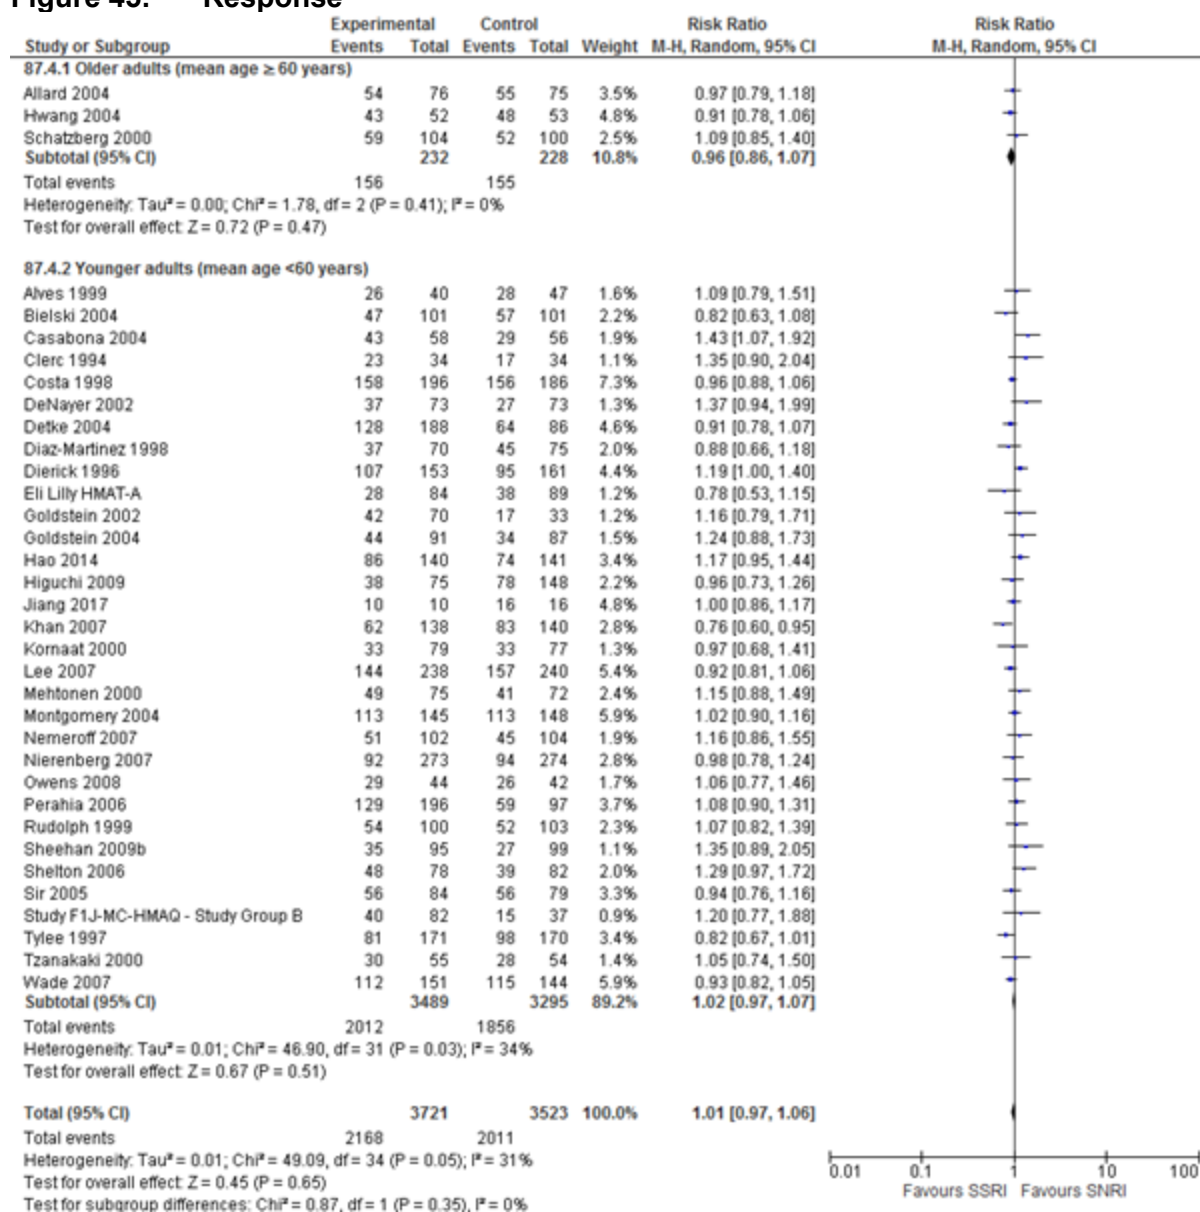 Figure 45: Response
Experimental Control Risk Ratio Risk Ratio
Study or Subgroup Events Total Events Total Weight M-H, Random, 95% CI M-H, Random, 95% CI
87.4.1 Older adults (mean age ≥ 60 years)
Allard 2004 54 76 55 75 3.5% 0.97 [0.79, 1.18]
Hwang 2004 43 52 48 53 4.8% 0.91 [0.78, 1.06]
Schatzberg 2000 59 104 52 100 2.5% 1.09 [0.85, 1.40]
Subtotal (95% CI) 232 228 10.8% 0.96 [0.86, 1.07]
Total events 156 155
Heterogeneity: Tau² = 0.00; Chi² = 1.78, df = 2 (P = 0.41); I² = 0%
Test for overall effect: Z = 0.72 (P = 0.47)
87.4.2 Younger adults (mean age <60 years)
Alves 1999 26 40 28 47 1.6% 1.09 [0.79, 1.51]
Bielski 2004 47 101 57 101 2.2% 0.82 [0.63, 1.08]
Casabona 2004 43 58 29 56 1.9% 1.43 [1.07, 1.92]
Clerc 1994 23 34 17 34 1.1% 1.35 [0.90, 2.04]
Costa 1998 158 196 156 186 7.3% 0.96 [0.88, 1.06]
DeNayer 2002 37 73 27 73 1.3% 1.37 [0.94, 1.99]
Detke 2004 128 188 64 86 4.6% 0.91 [0.78, 1.07]
Diaz-Martinez 1998 37 70 45 75 2.0% 0.88 [0.66, 1.18]
Dierick 1996 107 153 95 161 4.4% 1.19 [1.00, 1.40]
Eli Lilly HMAT-A 28 84 38 89 1.2% 0.78 [0.53, 1.15]
Goldstein 2002 42 70 17 33 1.2% 1.16 [0.79, 1.71]
Goldstein 2004 44 91 34 87 1.5% 1.24 [0.88, 1.73]
Hao 2014 86 140 74 141 3.4% 1.17 [0.95, 1.44]
Higuchi 2009 38 75 78 148 2.2% 0.96 [0.73, 1.26]
Jiang 2017 10 10 16 16 4.8% 1.00 [0.86, 1.17]
Khan 2007 62 138 83 140 2.8% 0.76 [0.60, 0.95]
Kornaat 2000 33 79 33 77 1.3% 0.97 [0.68, 1.41]
Lee 2007 144 238 157 240 5.4% 0.92 [0.81, 1.06]
Mehtonen 2000 49 75 41 72 2.4% 1.15 [0.88, 1.49]
Montgomery 2004 113 145 113 148 5.9% 1.02 [0.90, 1.16]
Nemeroff 2007 51 102 45 104 1.9% 1.16 [0.86, 1.55]
Nierenberg 2007 92 273 94 274 2.8% 0.98 [0.78, 1.24]
Owens 2008 29 44 26 42 1.7% 1.06 [0.77, 1.46]
Perahia 2006 129 196 59 97 3.7% 1.08 [0.90, 1.31]
Rudolph 1999 54 100 52 103 2.3% 1.07 [0.82, 1.39]
Sheehan 2009b 35 95 27 99 1.1% 1.35 [0.89, 2.05]
Shelton 2006 48 78 39 82 2.0% 1.29 [0.97, 1.72]
Sir 2005 56 84 56 79 3.3% 0.94 [0.76, 1.16]
Study F1J-MC-HMAQ - Study Group B 40 82 15 37 0.9% 1.20 [0.77, 1.88]
Tylee 1997 81 171 98 170 3.4% 0.82 [0.67, 1.01]
Tzanakaki 2000 30 55 28 54 1.4% 1.05 [0.74, 1.50]
Wade 2007 112 151 115 144 5.9% 0.93 [0.82, 1.05]
Subtotal (95% CI) 3489 3295 89.2% 1.02 [0.97, 1.07]
Total events 2012 1856
Heterogeneity: Tau² = 0.01; Chi² = 46.90, df = 31 (P = 0.03); I² = 34%
Test for overall effect: Z = 0.67 (P = 0.51)
Total (95% CI) 3721 3523 100.0% 1.01 [0.97, 1.06]
Total events 2168 2011
Heterogeneity: Tau² = 0.01; Chi² = 49.09, df = 34 (P = 0.05); I² = 31%
Test for overall effect: Z = 0.45 (P = 0.65)
Test for subgroup differences: Chi² = 0.87, df = 1 (P = 0.35), I² = 0%
0.01 0.1 1 10 100
Favours SSRI Favours SNRI